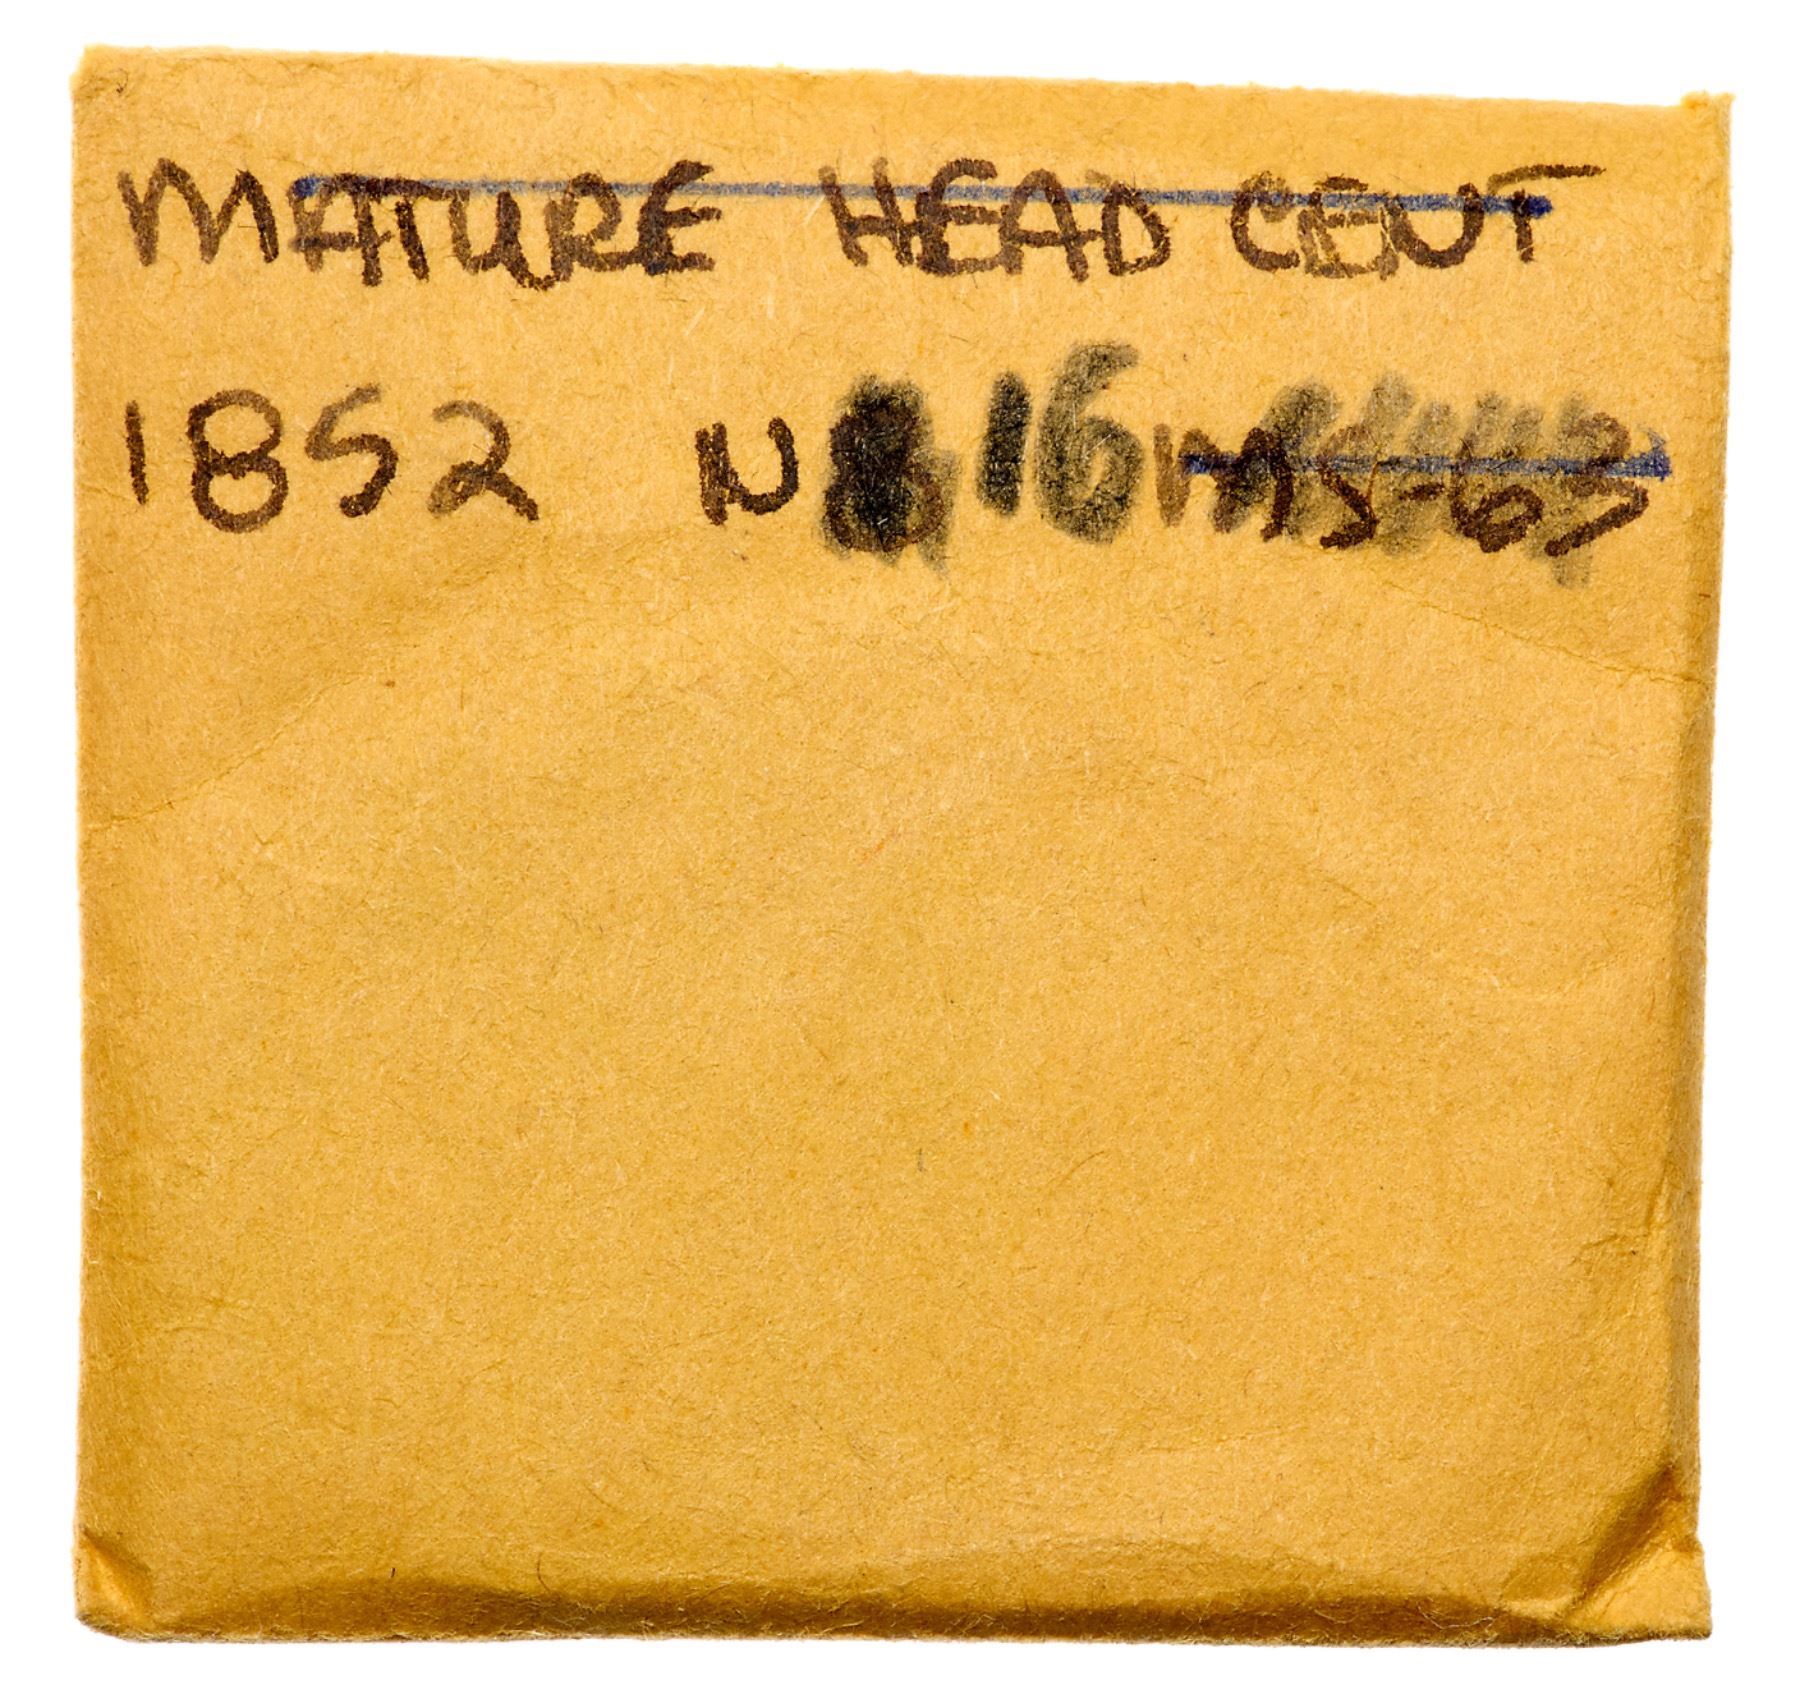 MATURE HEAD CENT
1852 N 16 MS-63